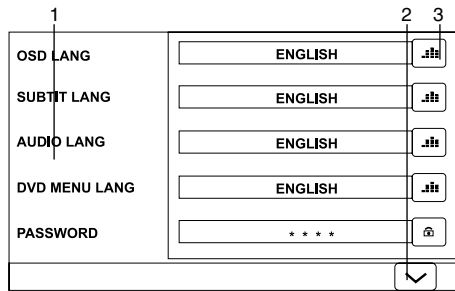 1 2 3
OSD LANG ENGLISH
SUBTIT LANG ENGLISH
AUDIO LANG ENGLISH
DVD MENU LANG ENGLISH
PASSWORD * * * *